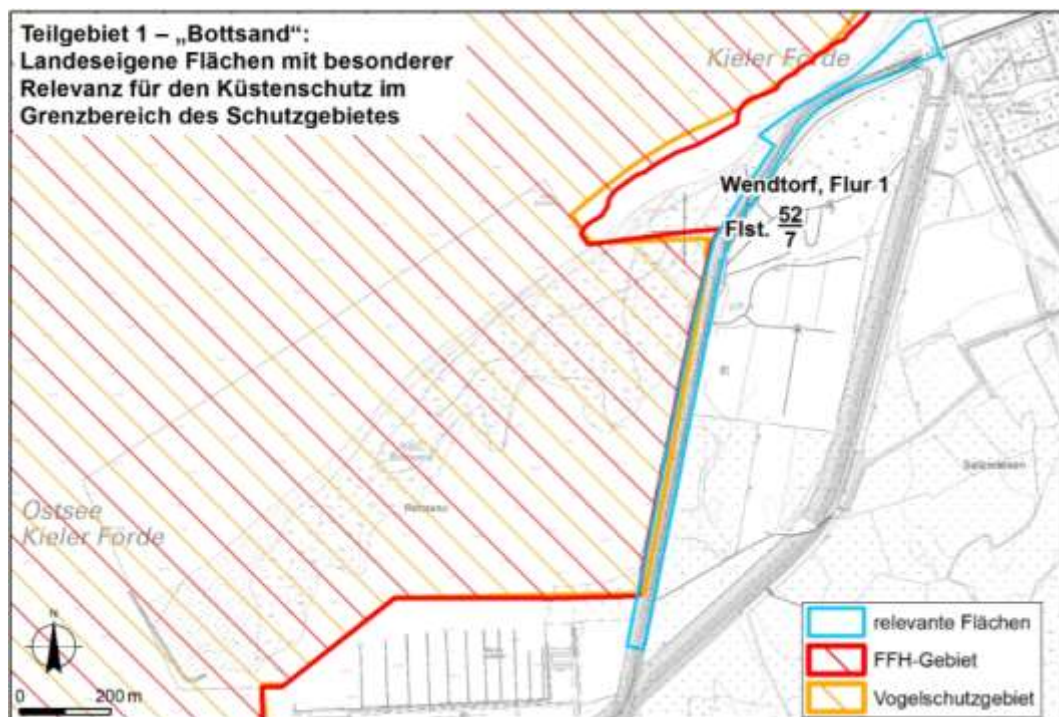 Teilgebiet 1 – „Bottsand“:
Landeseigene Flächen mit besonderer
Relevanz für den Küstenschutz im
Grenzbereich des Schutzgebietes
Kieler Förde
Wendtorf, Flur 1
Flst. 52/7
Ostsee
Kieler Förde
N
0 200 m
relevante Flächen
FFH-Gebiet
Vogelschutzgebiet